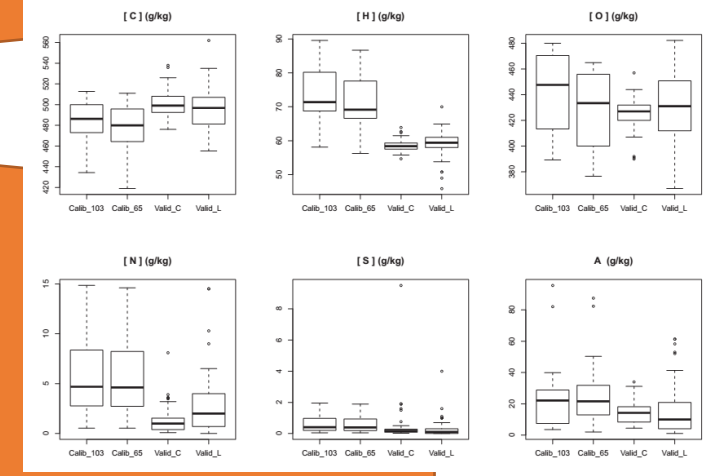 [ C ] (g/kg)
[ H ] (g/kg)
[ O ] (g/kg)
420 440 460 480 500 520 540 560
50 60 70 80 90
380 420 440 460 480
Calib_103 Calib_65 Valid_C Valid_L
Calib_103 Calib_65 Valid_C Valid_L
Calib_103 Calib_65 Valid_C Valid_L
[ N ] (g/kg)
[ S ] (g/kg)
A (g/kg)
0 5 10 15
0 2 4 6 8
0 20 40 60 80
Calib_103 Calib_65 Valid_C Valid_L
Calib_103 Calib_65 Valid_C Valid_L
Calib_103 Calib_65 Valid_C Valid_L